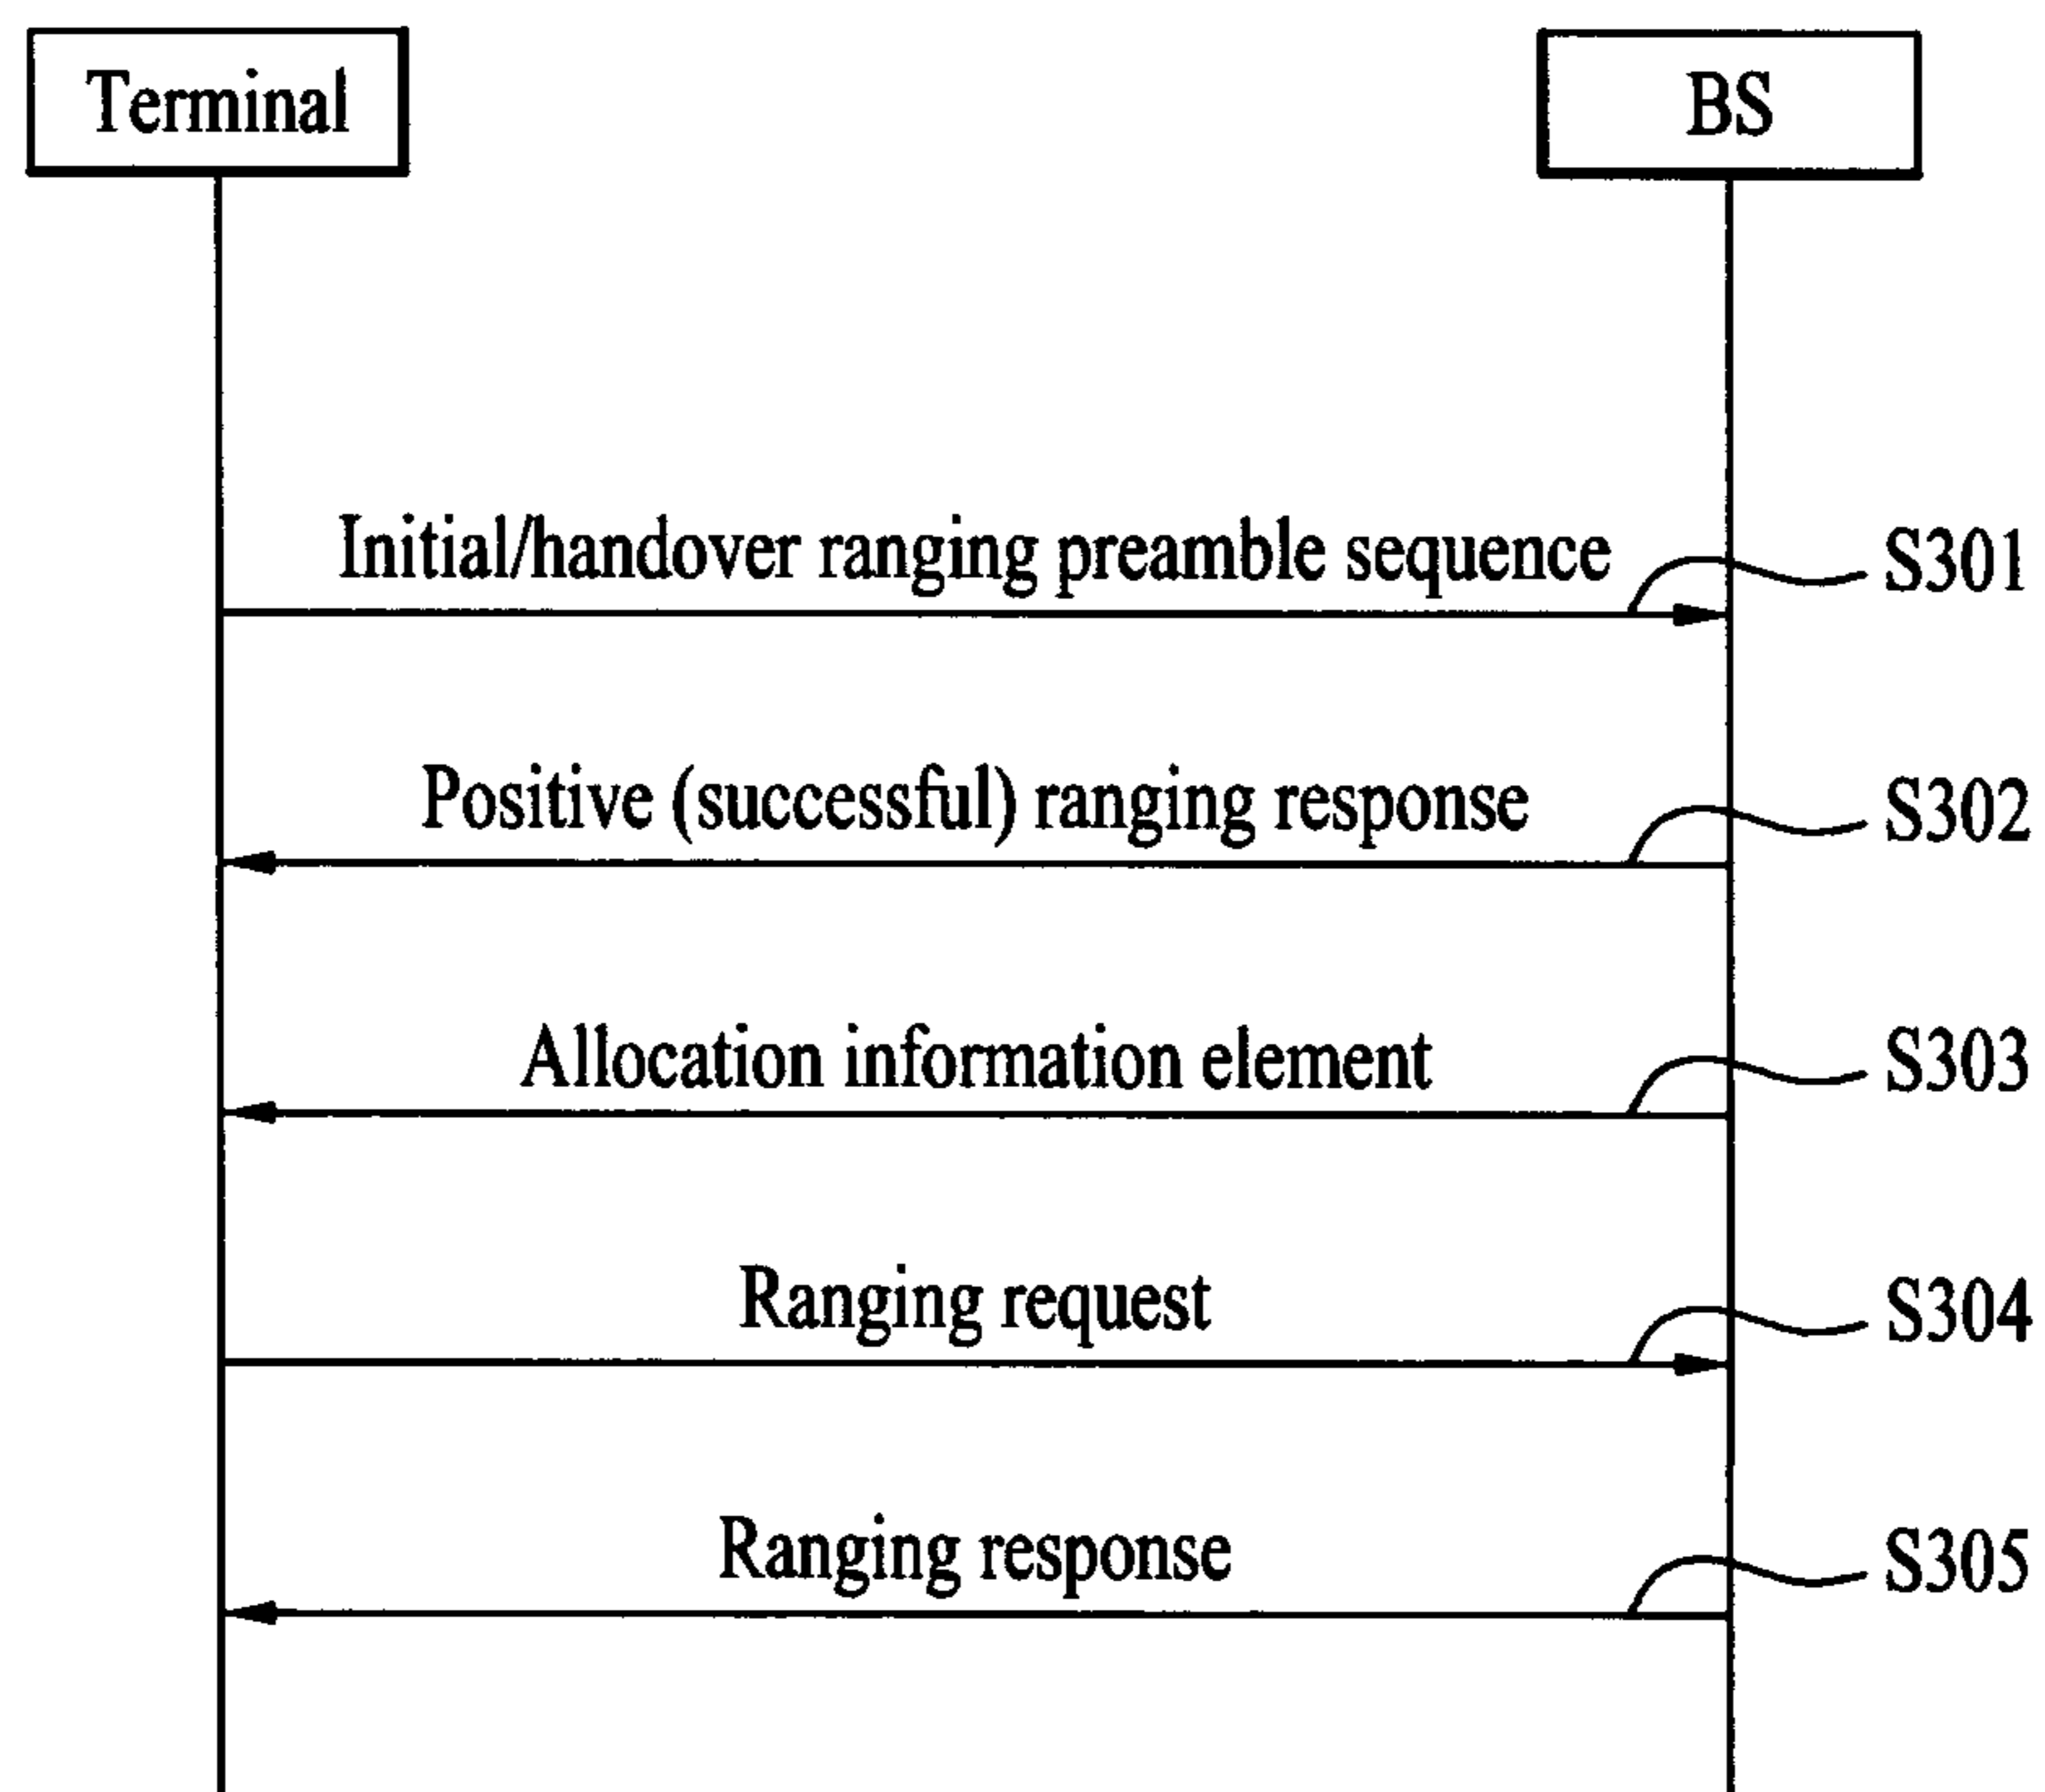 Terminal
BS
Initial/handover ranging preamble sequence
S301
Positive (successful) ranging response
S302
Allocation information element
S303
Ranging request
S304
Ranging response
S305